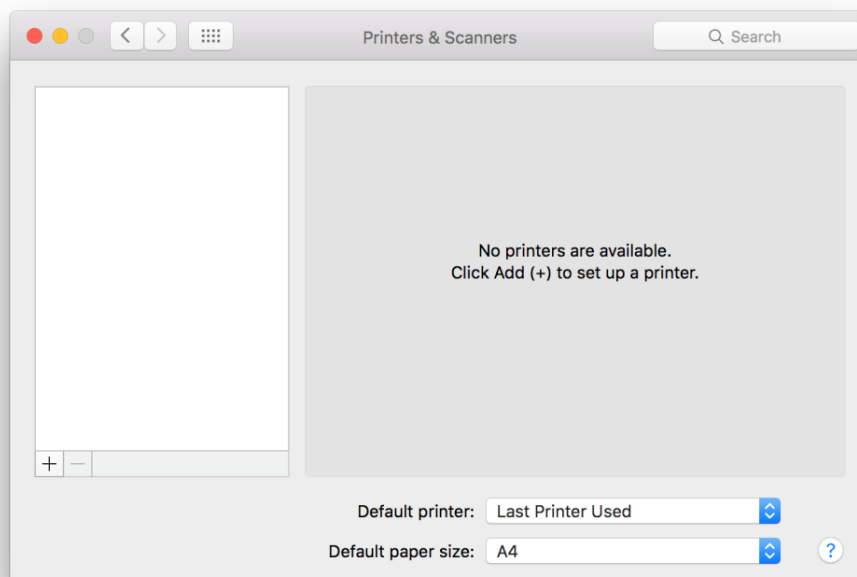 Printers & Scanners
Search
No printers are available.
Click Add (+) to set up a printer.
Default printer: Last Printer Used
Default paper size: A4
?